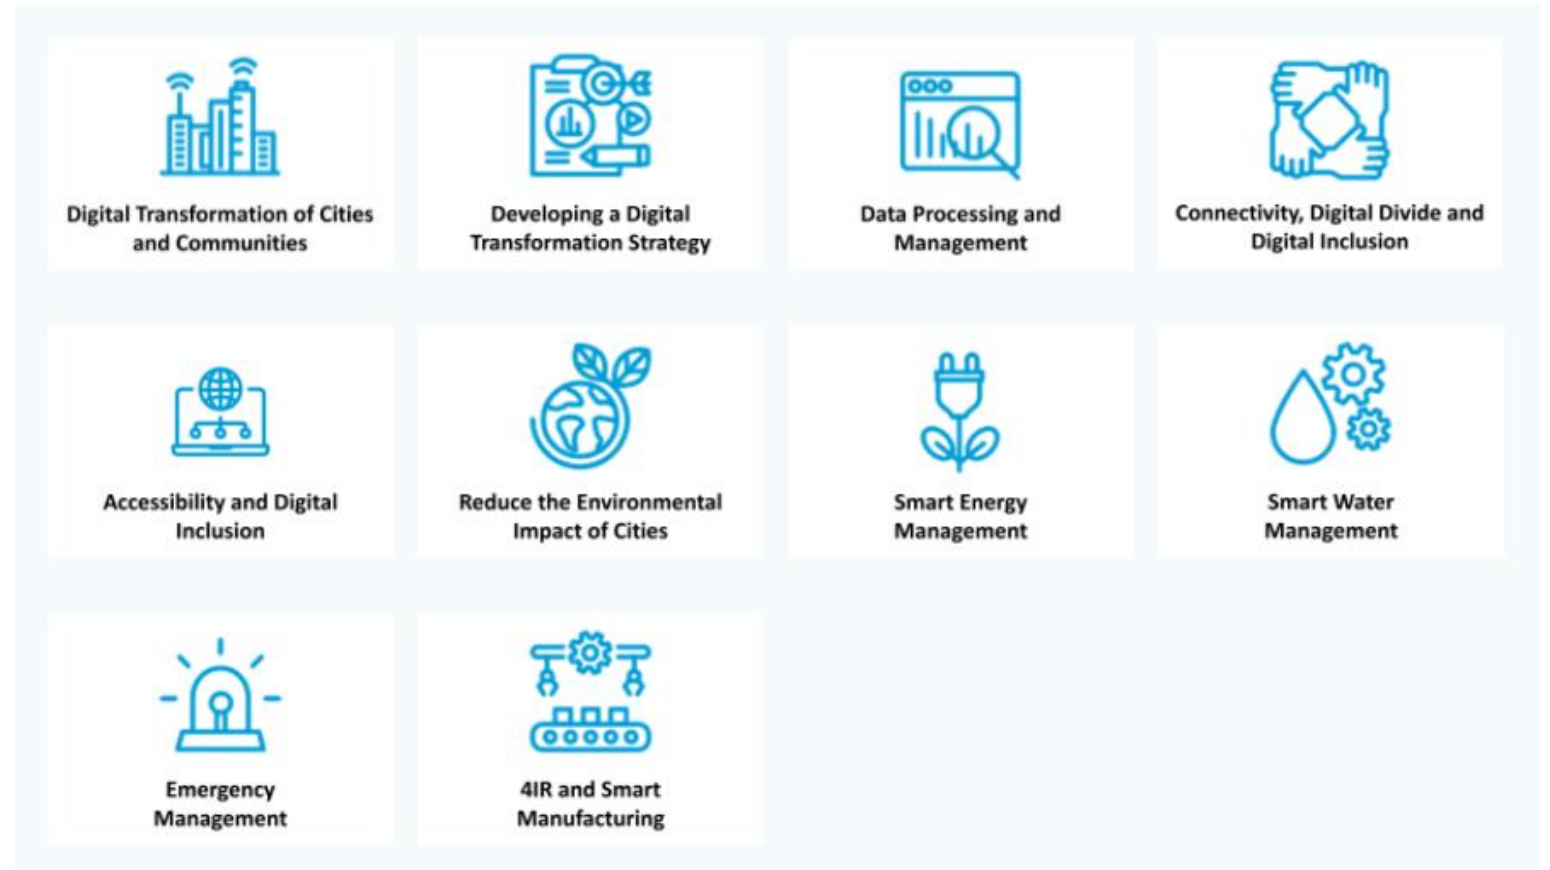 Digital Transformation of Cities
and Communities
Developing a Digital
Transformation Strategy
Data Processing and
Management
Connectivity, Digital Divide and
Digital Inclusion
Accessibility and Digital
Inclusion
Reduce the Environmental
Impact of Cities
Smart Energy
Management
Smart Water
Management
Emergency
Management
4IR and Smart
Manufacturing